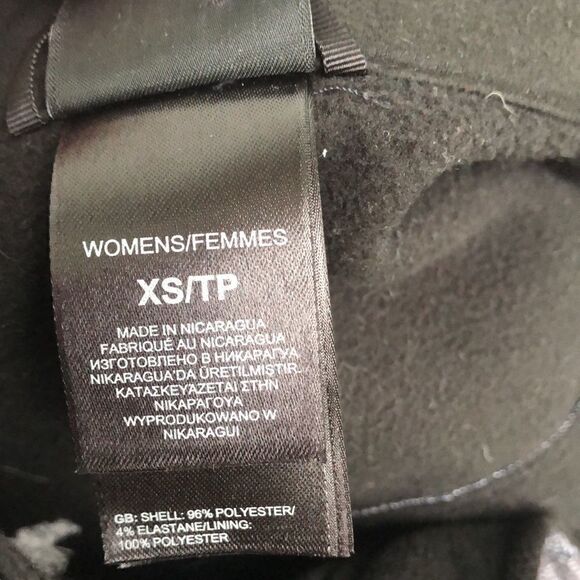 WOMENS/FEMMES
XS/TP
MADE IN NICARAGUA
FABRIQUÉ AU NICARAGUA
ИЗГОТОВЛЕНО В НИКАРАГУА
NIKARAGUA'DA ÜRETILMISTIR.
ΚΑΤΑΣΚΕΥΆΖΕΤΑΙ ΣΤΗΝ
ΝΙΚΑΡΑΓΟΥΑ
WYPRODUKOWANO W
NIKARAGUI
GB: SHELL: 96% POLYESTER/
4% ELASTANE/LINING:
100% POLYESTER